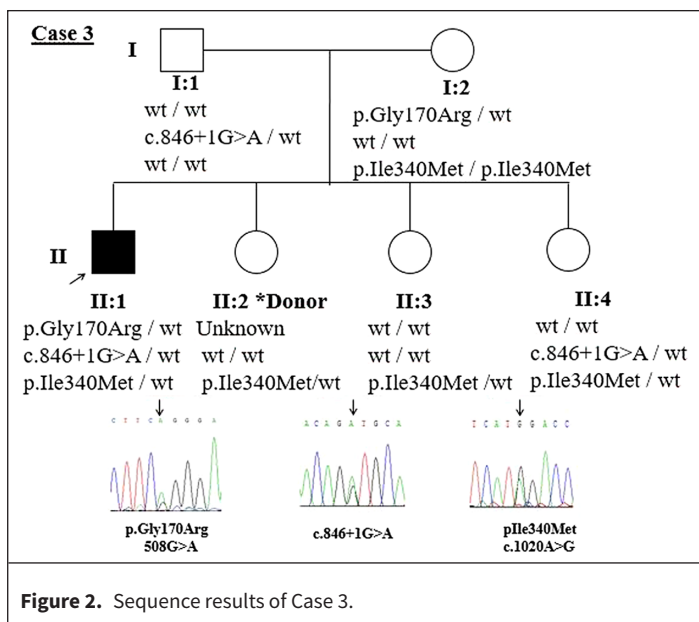 Case 3
I
I:1
wt / wt
c.846+1G>A / wt
wt / wt
I:2
p.Gly170Arg / wt
wt / wt
p.Ile340Met / p.Ile340Met
II
II:1
p.Gly170Arg / wt
c.846+1G>A / wt
p.Ile340Met / wt
II:2 *Donor
Unknown
wt / wt
p.Ile340Met/wt
II:3
wt / wt
wt / wt
p.Ile340Met /wt
II:4
wt / wt
c.846+1G>A / wt
p.Ile340Met / wt
C T T C A G G G A
p.Gly170Arg
508G>A
A C A G A T G C A
c.846+1G>A
T C A T G G A C C
pIle340Met
c.1020A>G
Figure 2. Sequence results of Case 3.